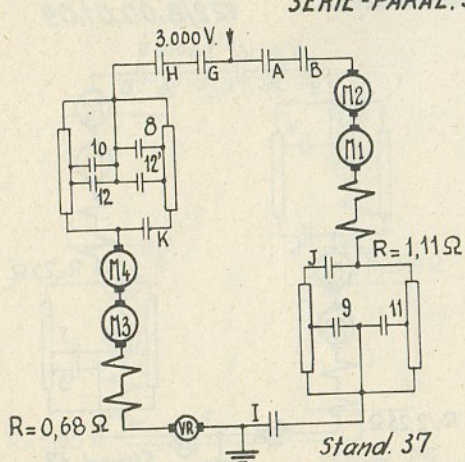 SERIE-PARAL.
3.000 V.
H G A B
M2
8
10
M1
12'
12
K
M4
J R=1,11 Ω
9 11
M3
R=0,68 Ω VR I
Stand. 37